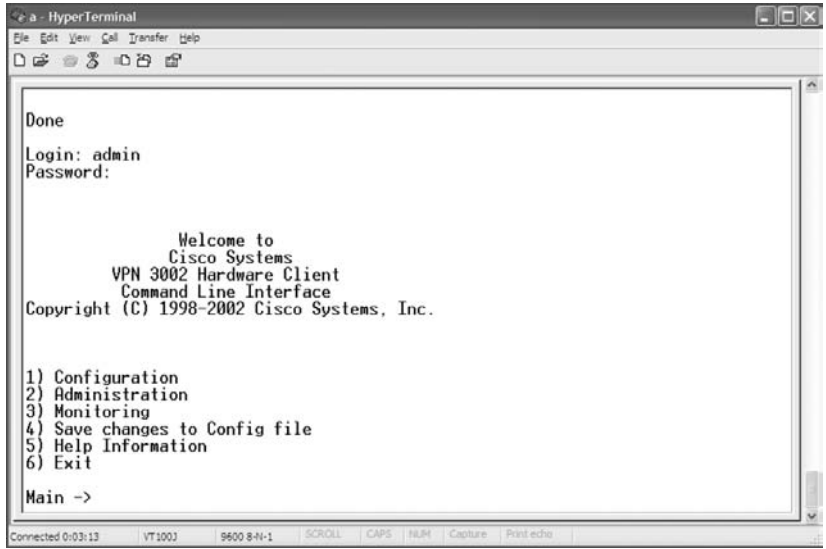 a - HyperTerminal
File Edit View Call Transfer Help
Done
Login: admin
Password:
Welcome to
Cisco Systems
VPN 3002 Hardware Client
Command Line Interface
Copyright (C) 1998-2002 Cisco Systems, Inc.
1) Configuration
2) Administration
3) Monitoring
4) Save changes to Config file
5) Help Information
6) Exit
Main ->
Connected 0:03:13 VT100J 9600 8-N-1 SCROLL CAPS NUM Capture Print echo